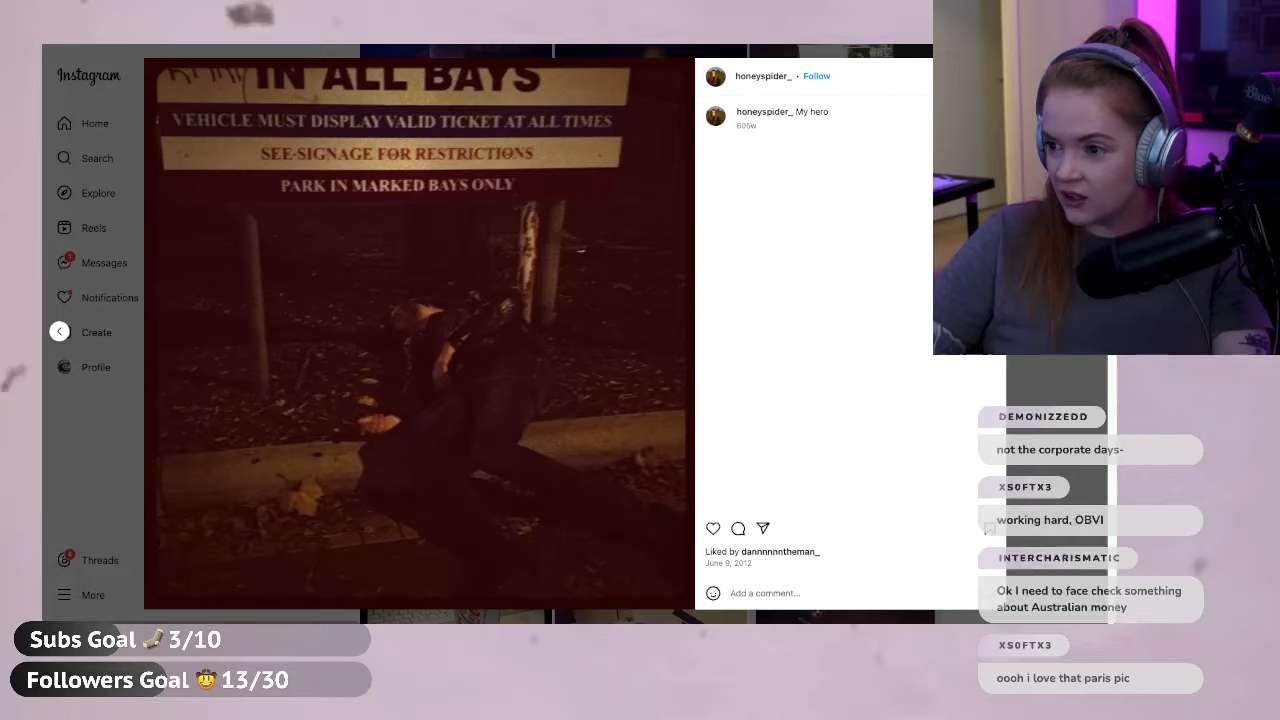 Instagram
Home
Search
Explore
Reels
Messages
Notifications
Create
Profile
Threads
More
IN ALL BAYS
VEHICLE MUST DISPLAY VALID TICKET AT ALL TIMES
SEE SIGNAGE FOR RESTRICTIONS
PARK IN MARKED BAYS ONLY
honeyspider_ • Follow
honeyspider_ My hero
605w
Liked by dannnnnntheman_
June 9, 2012
Add a comment...
Blue
DEMONIZZEDD
not the corporate days-
XS0FTX3
working hard, OBVI
INTERCHARISMATIC
Ok I need to face check something
about Australian money
XS0FTX3
oooh i love that paris pic
Subs Goal 🧦 3/10
Followers Goal 🤠 13/30